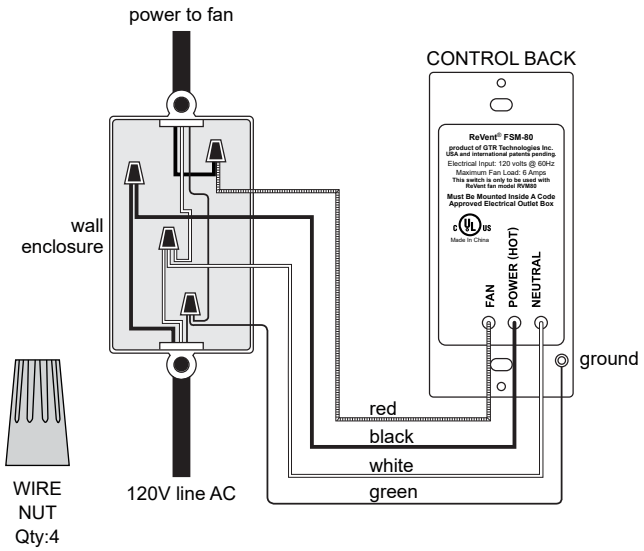 power to fan
CONTROL BACK
ReVent® FSM-80
product of GTR Technologies Inc.
USA and international patents pending.
Electrical Input: 120 volts @ 60Hz
Maximum Fan Load: 6 Amps
This switch is only to be used with
ReVent fan model RVM80
Must Be Mounted Inside A Code
Approved Electrical Outlet Box
C UL US
Made In China
FAN
POWER (HOT)
NEUTRAL
wall
enclosure
ground
red
black
white
green
120V line AC
WIRE
NUT
Qty:4